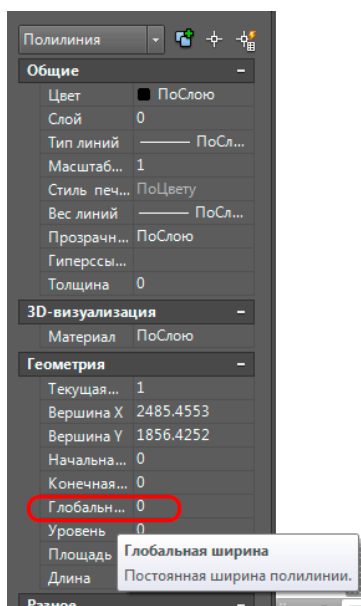 Полилиния
Общие
Цвет ПоСлою
Слой 0
Тип линий ПоСл...
Масштаб... 1
Стиль печ... ПоЦвету
Вес линий ПоСл...
Прозрачн... ПоСлою
Гиперссы...
Толщина 0
3D-визуализация
Материал ПоСлою
Геометрия
Текущая... 1
Вершина X 2485.4553
Вершина Y 1856.4252
Начальна... 0
Конечная... 0
Глобальн... 0
Уровень 0
Площадь
Длина
Глобальная ширина
Постоянная ширина полилинии.
Разное